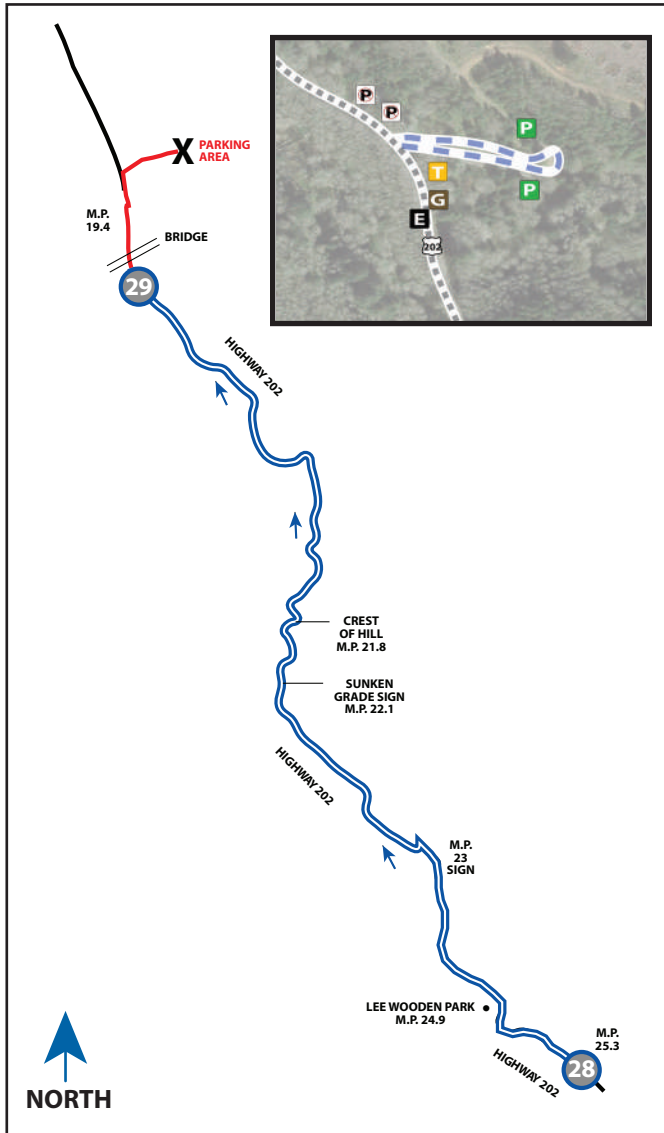 P
P
P
T
P
G
E
202
X
PARKING
AREA
M.P.
19.4
BRIDGE
29
HIGHWAY 202
CREST
OF HILL
M.P. 21.8
SUNKEN
GRADE SIGN
M.P. 22.1
HIGHWAY 202
M.P.
23
SIGN
LEE WOODEN PARK
M.P. 24.9
M.P.
25.3
HIGHWAY 202
28
NORTH